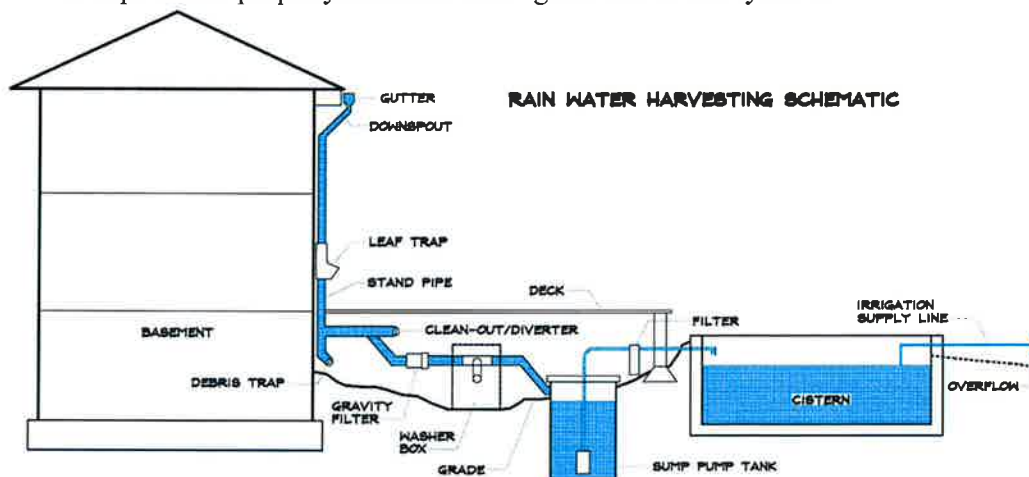 GUTTER
RAIN WATER HARVESTING SCHEMATIC
DOWNSPOUT
LEAF TRAP
STAND PIPE
DECK
IRRIGATION
SUPPLY LINE
BASEMENT
CLEAN-OUT/DIVERTER
FILTER
DEBRIS TRAP
OVERFLOW
CISTERN
GRAVITY
FILTER
WASHER
BOX
GRADE
SUMP PUMP TANK